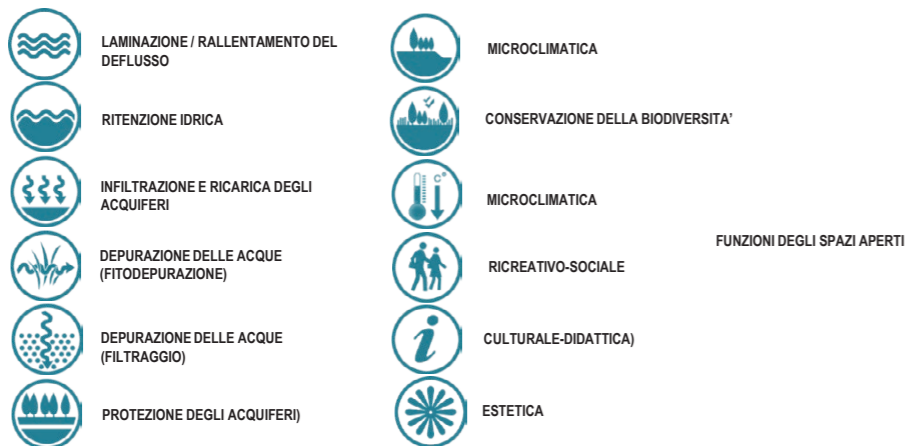 LAMINAZIONE / RALLENTAMENTO DEL
DEFLUSSO
RITENZIONE IDRICA
INFILTRAZIONE E RICARICA DEGLI
ACQUIFERI
DEPURAZIONE DELLE ACQUE
(FITODEPURAZIONE)
DEPURAZIONE DELLE ACQUE
(FILTRAGGIO)
PROTEZIONE DEGLI ACQUIFERI)
MICROCLIMATICA
CONSERVAZIONE DELLA BIODIVERSITA'
C°
MICROCLIMATICA
RICREATIVO-SOCIALE
i
CULTURALE-DIDATTICA)
ESTETICA
FUNZIONI DEGLI SPAZI APERTI